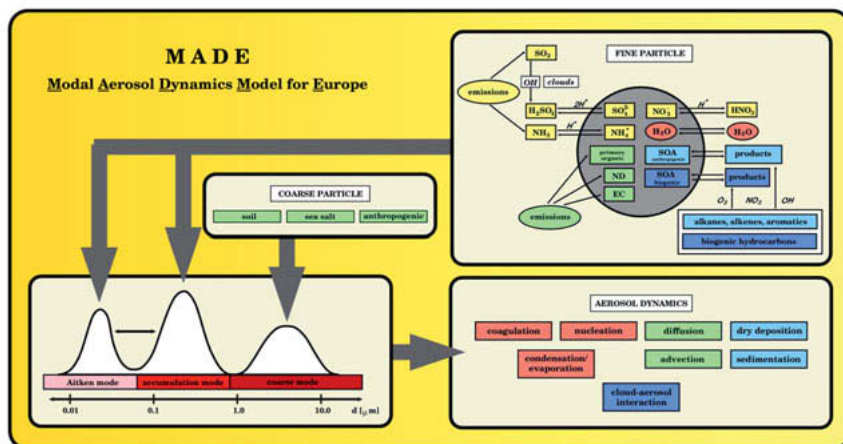 M A D E
Modal Aerosol Dynamics Model for Europe
FINE PARTICLE
SO2
OH clouds
emissions
H2SO4 2H+ SO4 NO3- H+ HNO3
NH3 H+ NH4+ H2O H2O
primary organic
SOA anthropogenic
products
ND
SOA biogenic
products
EC
emissions
O3 NO3 OH
alkanes, alkenes, aromatics
biogenic hydrocarbons
COARSE PARTICLE
soil sea salt anthropogenic
Aitken mode accumulation mode coarse mode
0.01 0.1 1.0 10.0 d [μ m]
AEROSOL DYNAMICS
coagulation nucleation diffusion dry deposition
condensation/
evaporation
advection sedimentation
cloud-aerosol
interaction